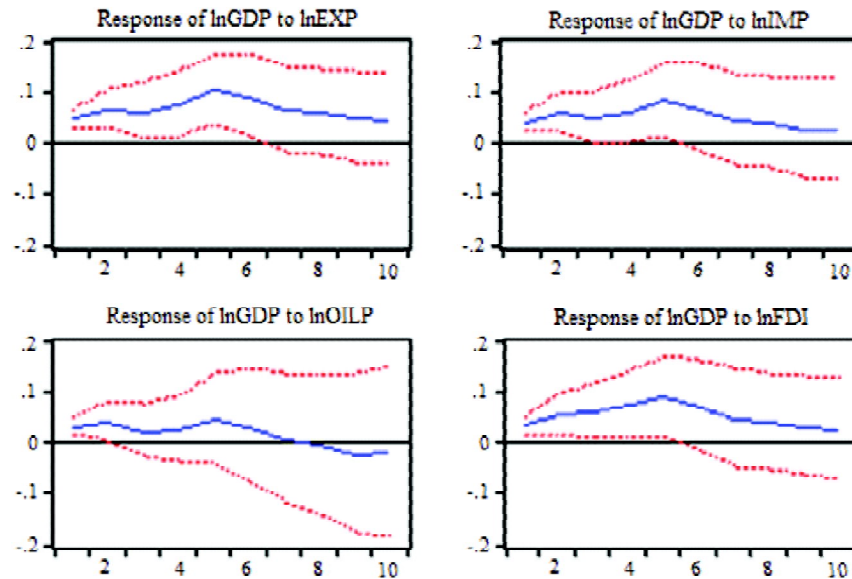 Response of lnGDP to lnEXP
.2
.1
0
-.1
-.2
2 4 6 8 10
Response of lnGDP to lnIMP
.2
.1
0
-.1
-.2
2 4 6 8 10
Response of lnGDP to lnOILP
.2
.1
0
-.1
-.2
2 4 6 8 10
Response of lnGDP to lnFDI
.2
.1
0
-.1
-.2
2 4 6 8 10